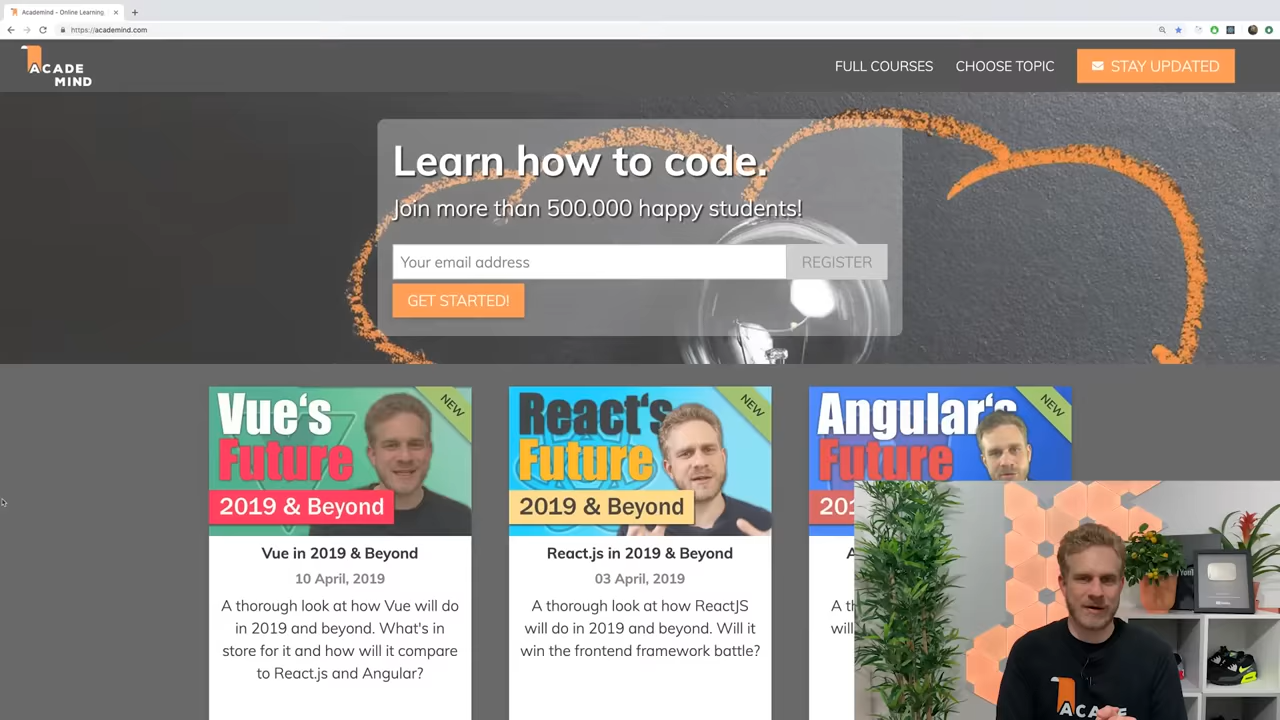 Academind - Online Learning
https://academind.com
ACADE
MIND
FULL COURSES
CHOOSE TOPIC
STAY UPDATED
Learn how to code.
Join more than 500.000 happy students!
Your email address
REGISTER
GET STARTED!
Vue's
Future
2019 & Beyond
NEW
Vue in 2019 & Beyond
10 April, 2019
A thorough look at how Vue will do
in 2019 and beyond. What's in
store for it and how will it compare
to React.js and Angular?
React's
Future
2019 & Beyond
NEW
React.js in 2019 & Beyond
03 April, 2019
A thorough look at how ReactJS
will do in 2019 and beyond. Will it
win the frontend framework battle?
Angular's
Future
NEW
ACADE